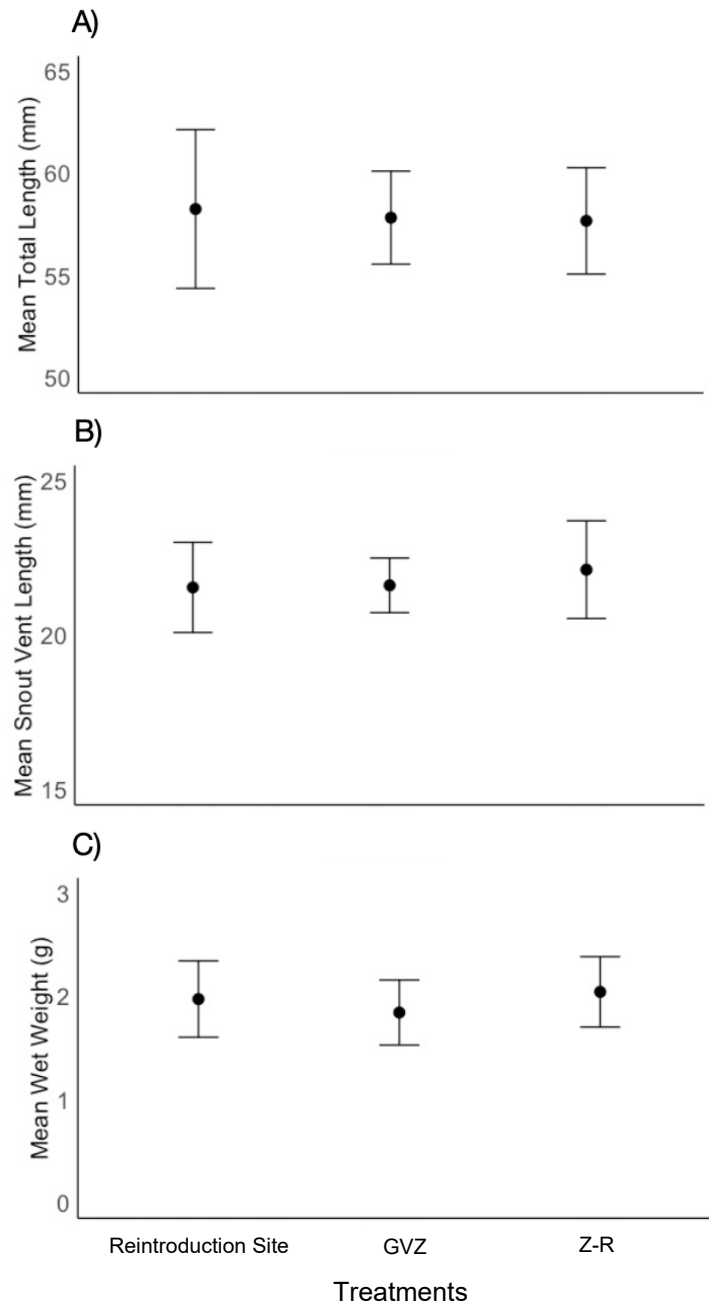 A)
Mean Total Length (mm)
65
60
55
50
B)
Mean Snout Vent Length (mm)
25
20
15
C)
Mean Wet Weight (g)
3
2
1
0
Reintroduction Site GVZ Z-R
Treatments